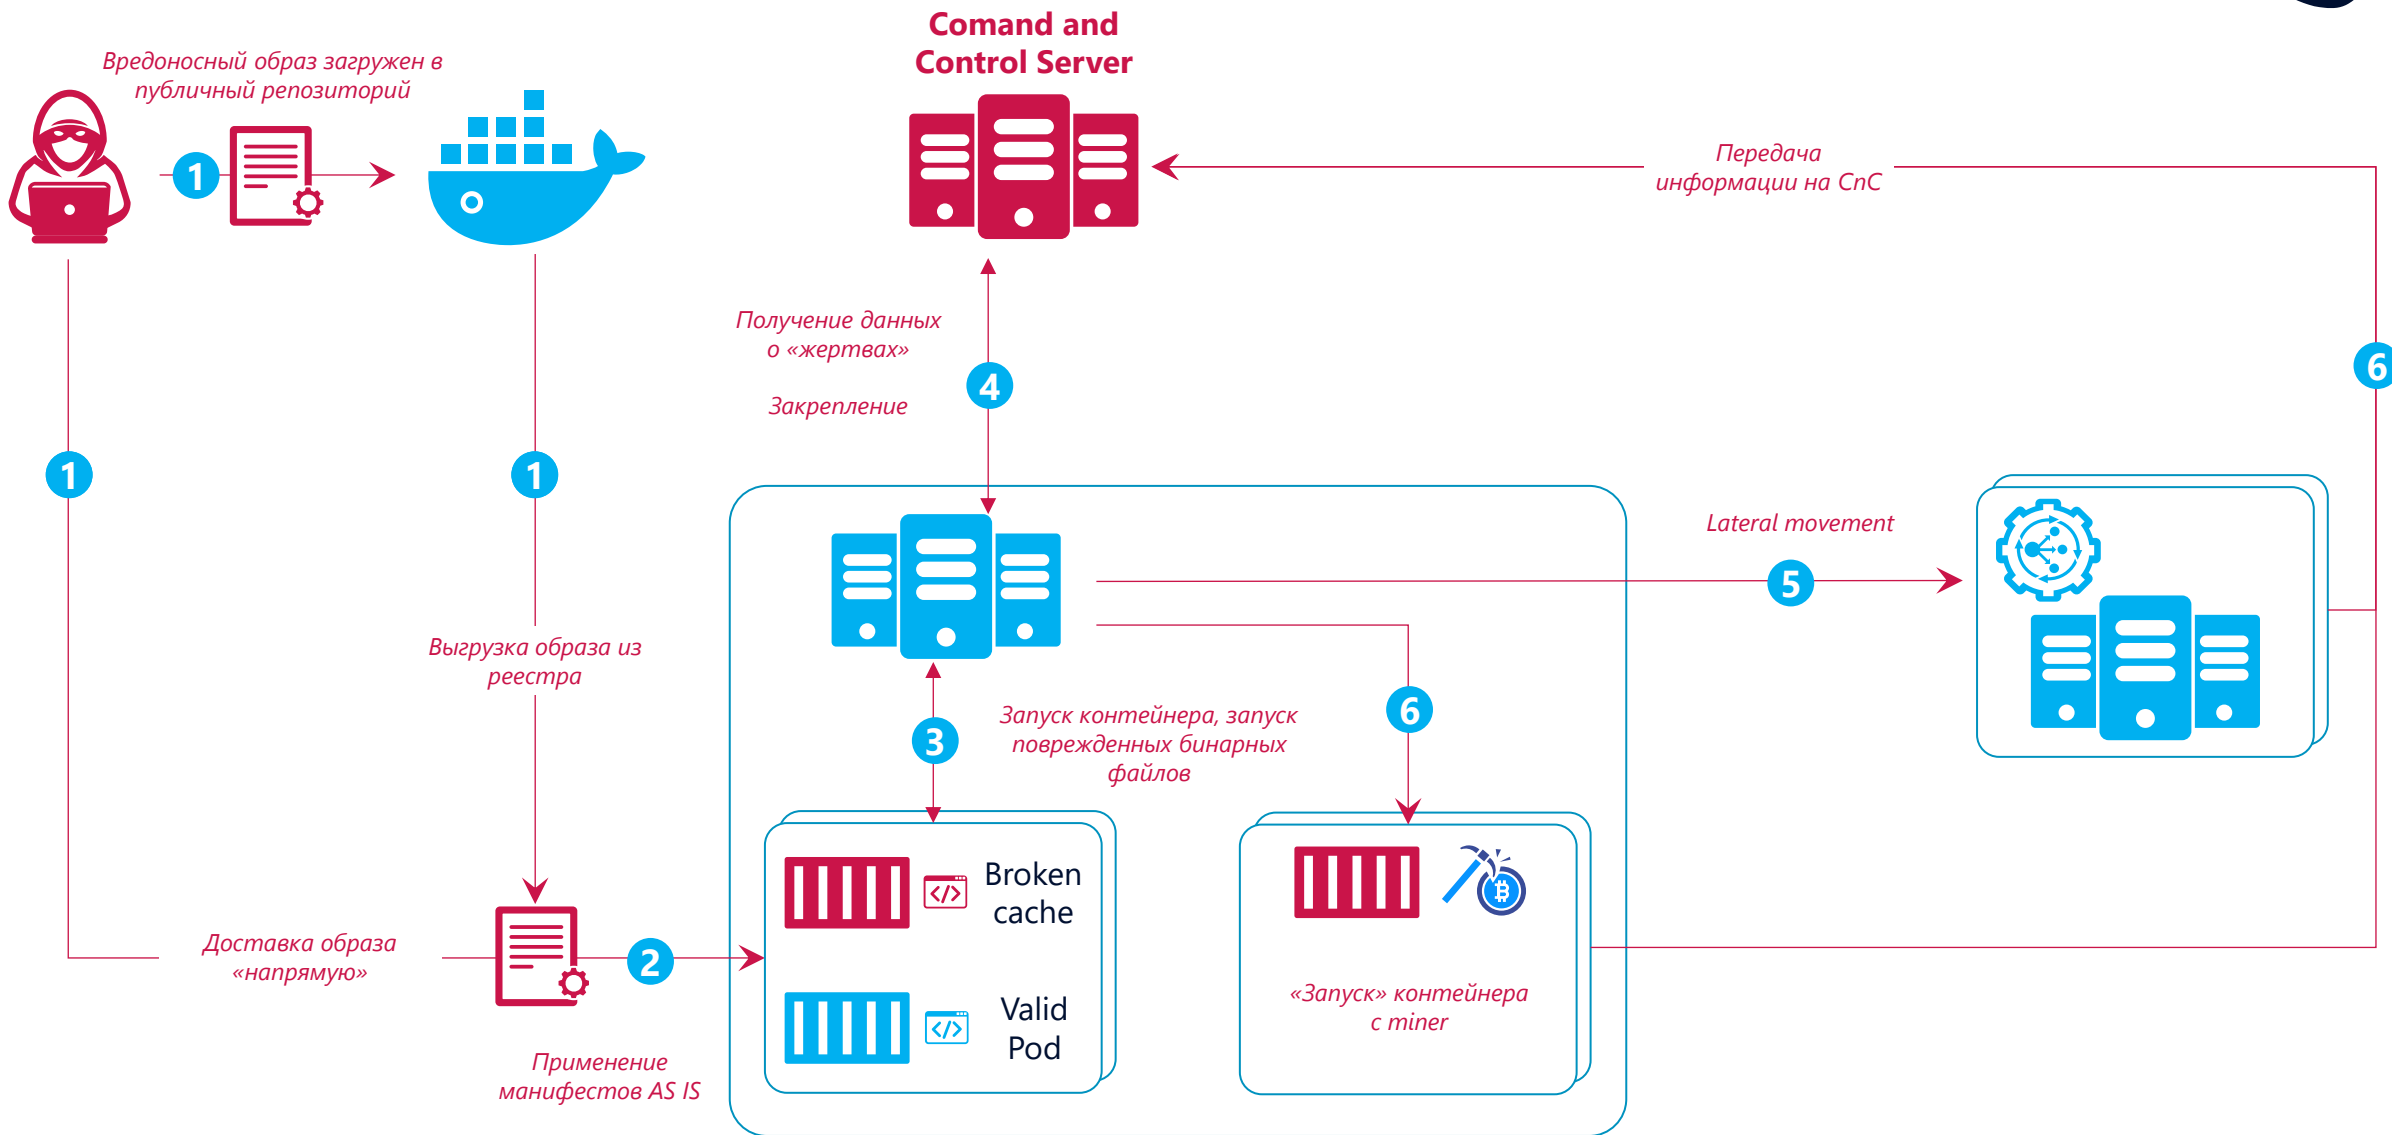 Comand and
Control Server
Вредоносный образ загружен в
публичный репозиторий
1
Передача
информации на CnC
Получение данных
о «жертвах»
4
Закрепление
6
1
1
Lateral movement
5
Выгрузка образа из
реестра
3
Запуск контейнера, запуск
поврежденных бинарных
файлов
6
Broken
cache
Доставка образа
«напрямую»
2
Valid
Pod
«Запуск» контейнера
с miner
Применение
манифестов AS IS